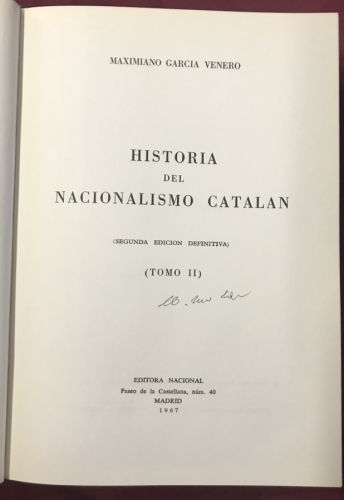 MAXIMIANO GARCIA VENERO
HISTORIA
DEL
NACIONALISMO CATALAN
(SEGUNDA EDICION DEFINITIVA)
(TOMO II)
EDITORA NACIONAL
Paseo de la Castellana, núm. 40
MADRID
1967